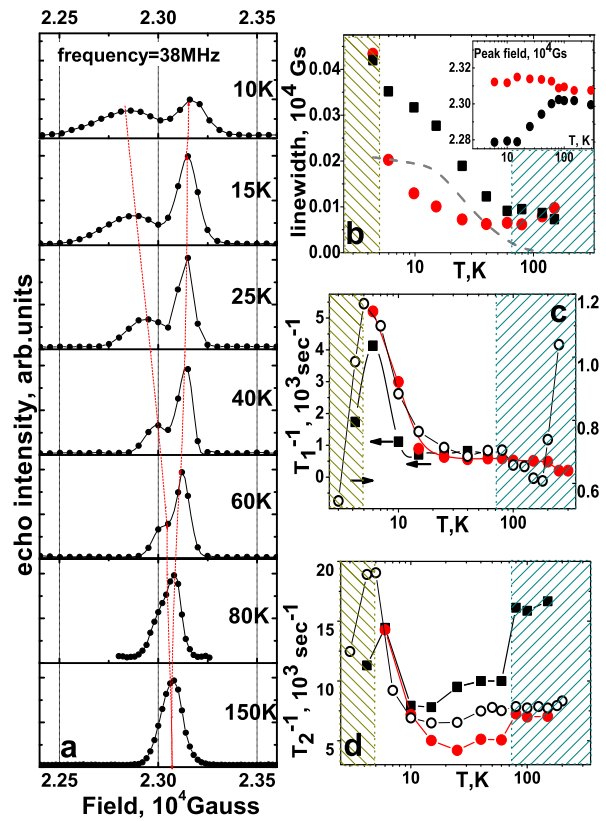 2.25 2.30 2.35
frequency=38MHz
10K
15K
25K
40K
60K
80K
150K
echo intensity, arb.units
a
2.25 2.30 2.35
Field, 10⁴Gauss
linewidth, 10⁴ Gs
0.04
0.03
0.02
0.01
0.00
b
10 100
T,K
Peak field, 10⁴Gs
2.32
2.30
2.28
10 100
T, K
T₁⁻¹, 10³sec⁻¹
5
4
3
2
1
0
c
1.2
1.0
0.8
0.6
10 100
T,K
T₂⁻¹, 10³ sec⁻¹
20
15
10
5
d
10 100
T,K